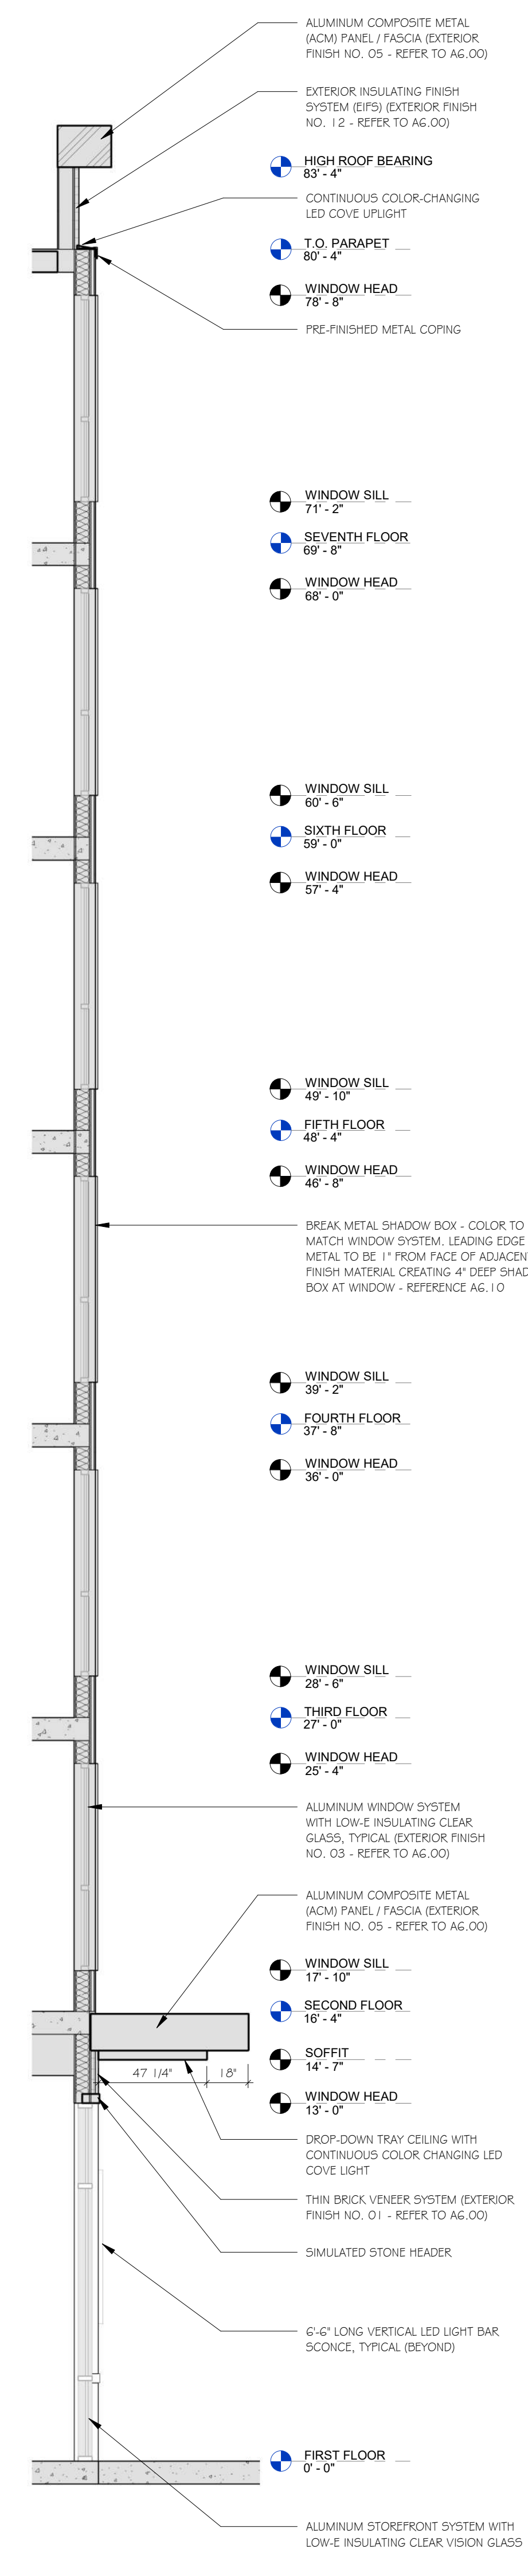 ALUMINUM COMPOSITE METAL
(ACM) PANEL / FASCIA (EXTERIOR
FINISH NO. 05 - REFER TO A6.00)
EXTERIOR INSULATING FINISH
SYSTEM (EIFS) (EXTERIOR FINISH
NO. 12 - REFER TO A6.00)
HIGH ROOF BEARING
83' - 4"
CONTINUOUS COLOR-CHANGING
LED COVE UPLIGHT
T.O. PARAPET
80' - 4"
WINDOW HEAD
78' - 8"
PRE-FINISHED METAL COPING
WINDOW SILL
71' - 2"
SEVENTH FLOOR
69' - 8"
WINDOW HEAD
68' - 0"
WINDOW SILL
60' - 6"
SIXTH FLOOR
59' - 0"
WINDOW HEAD
57' - 4"
WINDOW SILL
49' - 10"
FIFTH FLOOR
48' - 4"
WINDOW HEAD
46' - 8"
BREAK METAL SHADOW BOX - COLOR TO
MATCH WINDOW SYSTEM. LEADING EDGE
METAL TO BE 1" FROM FACE OF ADJACEN
FINISH MATERIAL CREATING 4" DEEP SHAD
BOX AT WINDOW - REFERENCE A6.10
WINDOW SILL
39' - 2"
FOURTH FLOOR
37' - 8"
WINDOW HEAD
36' - 0"
WINDOW SILL
28' - 6"
THIRD FLOOR
27' - 0"
WINDOW HEAD
25' - 4"
ALUMINUM WINDOW SYSTEM
WITH LOW-E INSULATING CLEAR
GLASS, TYPICAL (EXTERIOR FINISH
NO. 03 - REFER TO A6.00)
ALUMINUM COMPOSITE METAL
(ACM) PANEL / FASCIA (EXTERIOR
FINISH NO. 05 - REFER TO A6.00)
WINDOW SILL
17' - 10"
SECOND FLOOR
16' - 4"
SOFFIT
14' - 7"
47 1/4" 18"
WINDOW HEAD
13' - 0"
DROP-DOWN TRAY CEILING WITH
CONTINUOUS COLOR CHANGING LED
COVE LIGHT
THIN BRICK VENEER SYSTEM (EXTERIOR
FINISH NO. 01 - REFER TO A6.00)
SIMULATED STONE HEADER
6'-6" LONG VERTICAL LED LIGHT BAR
SCONCE, TYPICAL (BEYOND)
FIRST FLOOR
0' - 0"
ALUMINUM STOREFRONT SYSTEM WITH
LOW-E INSULATING CLEAR VISION GLASS